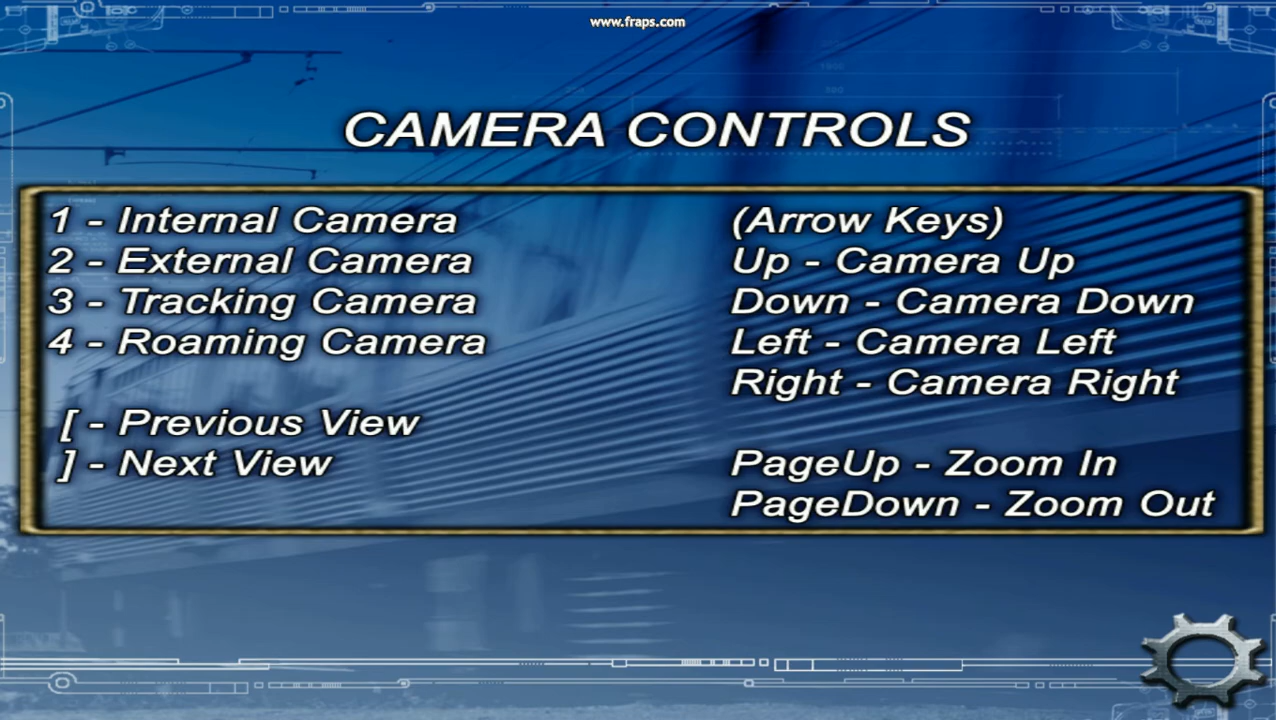 www.fraps.com
CAMERA CONTROLS
1 - Internal Camera
2 - External Camera
3 - Tracking Camera
4 - Roaming Camera
[ - Previous View
] - Next View
(Arrow Keys)
Up - Camera Up
Down - Camera Down
Left - Camera Left
Right - Camera Right
PageUp - Zoom In
PageDown - Zoom Out